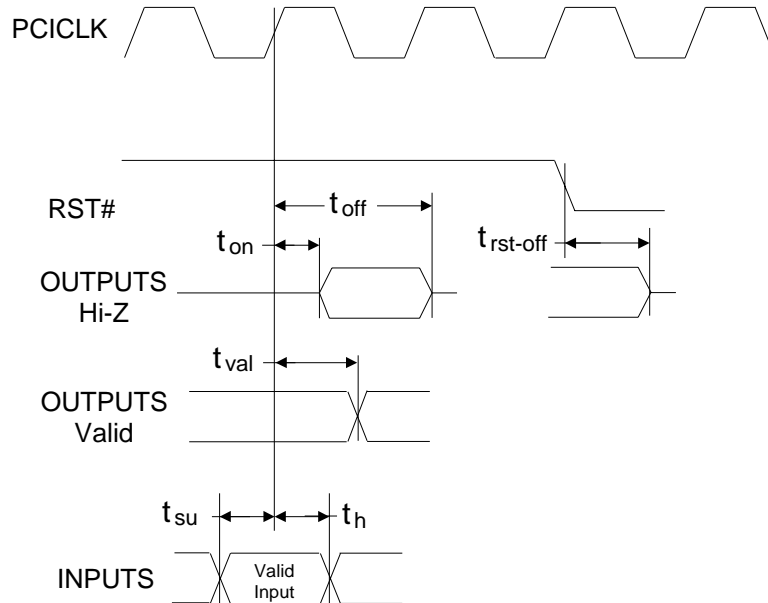 PCICLK
RST#
toff
ton
trst-off
OUTPUTS
Hi-Z
tval
OUTPUTS
Valid
tsu
th
INPUTS
Valid
Input